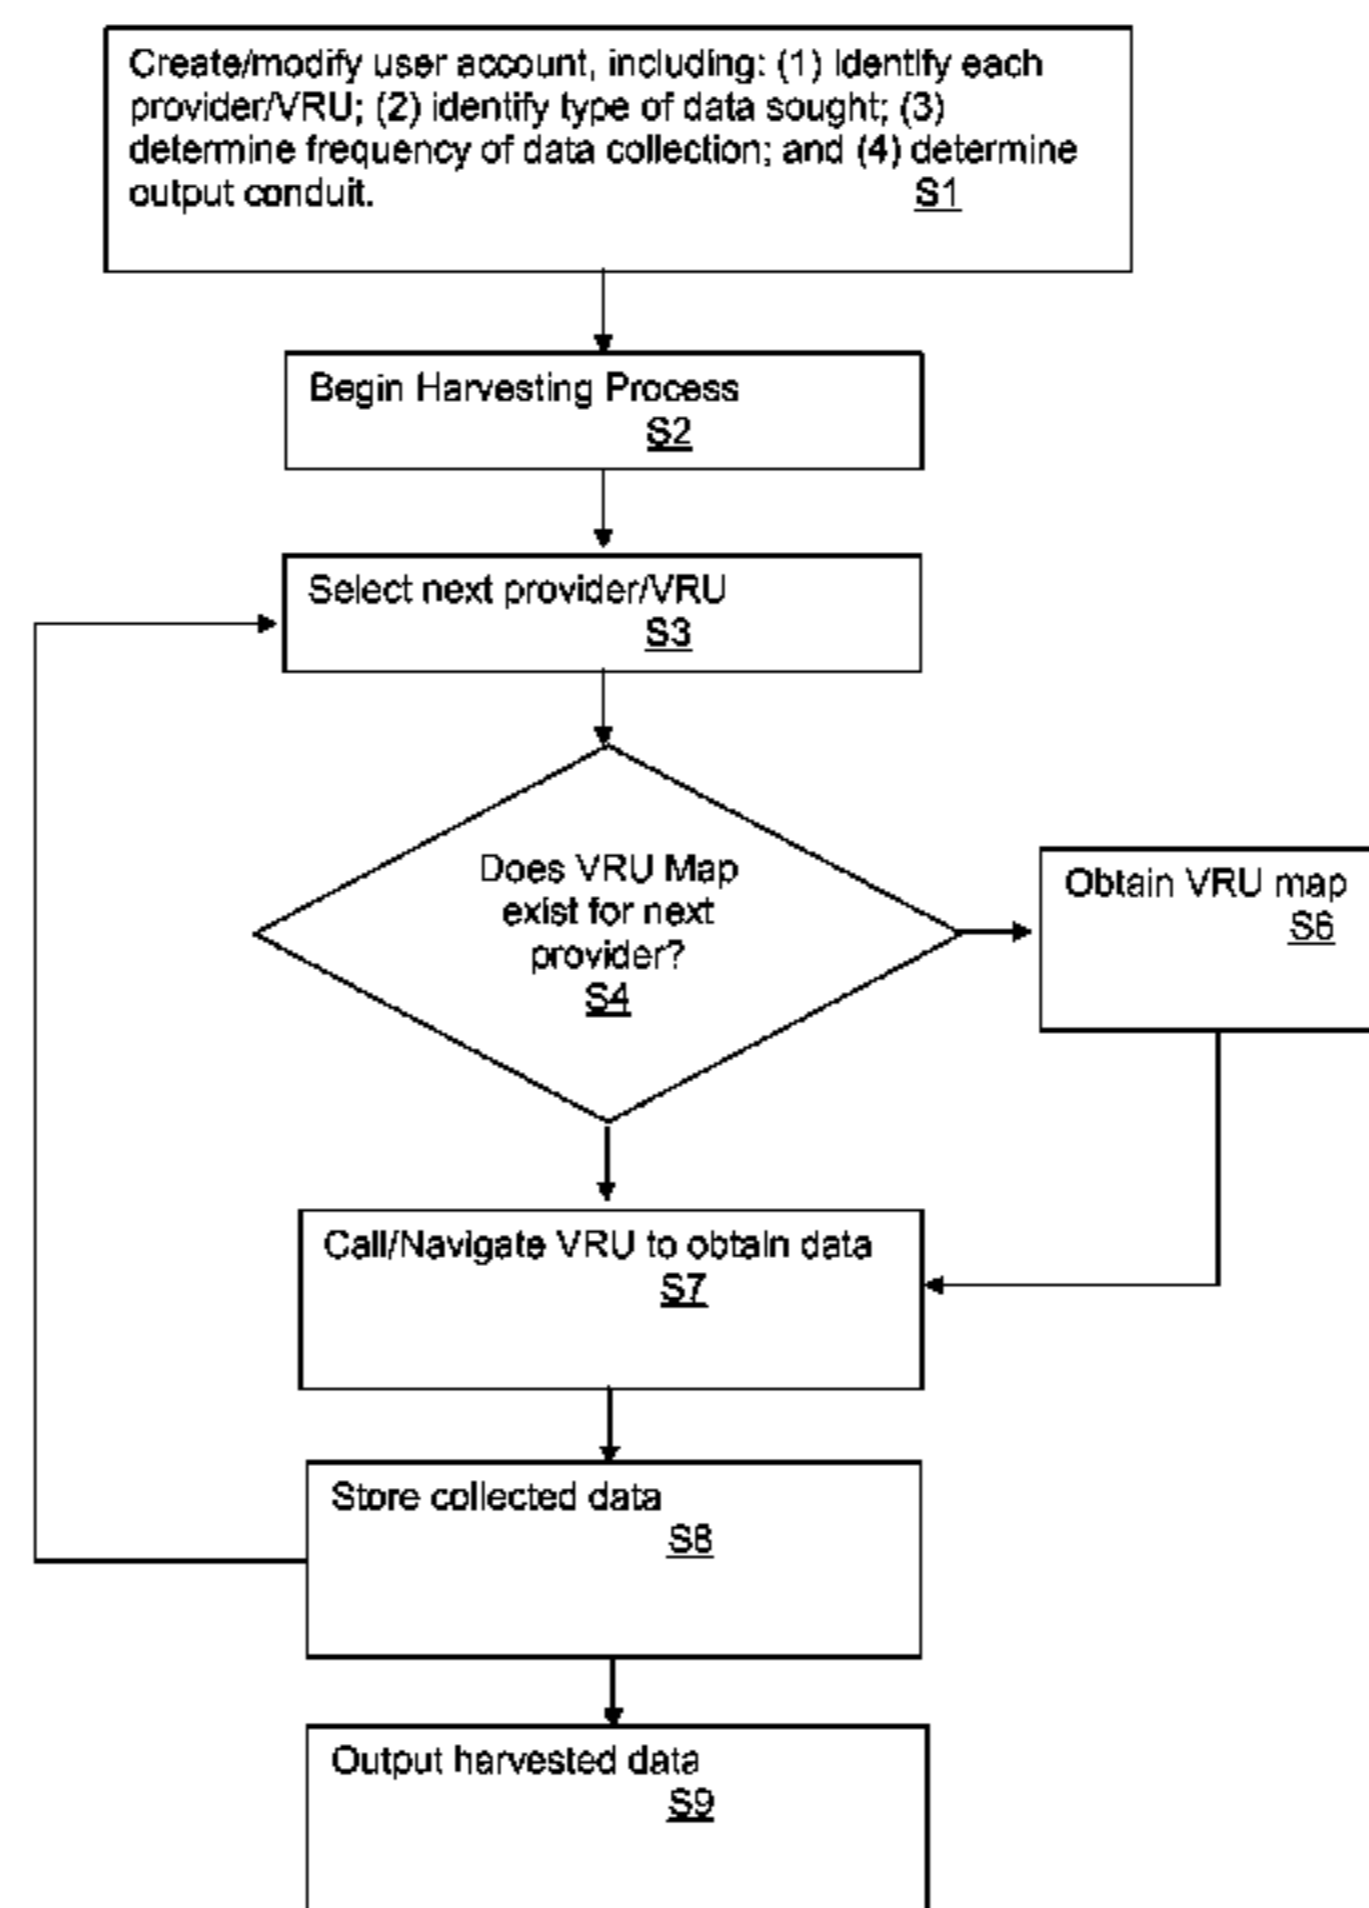 Create/modify user account, including: (1) identify each
provider/VRU; (2) identify type of data sought; (3)
determine frequency of data collection; and (4) determine
output conduit.
S1
Begin Harvesting Process
S2
Select next provider/VRU
S3
Does VRU Map
exist for next
provider?
S4
Obtain VRU map
S6
Call/Navigate VRU to obtain data
S7
Store collected data
S8
Output harvested data
S9